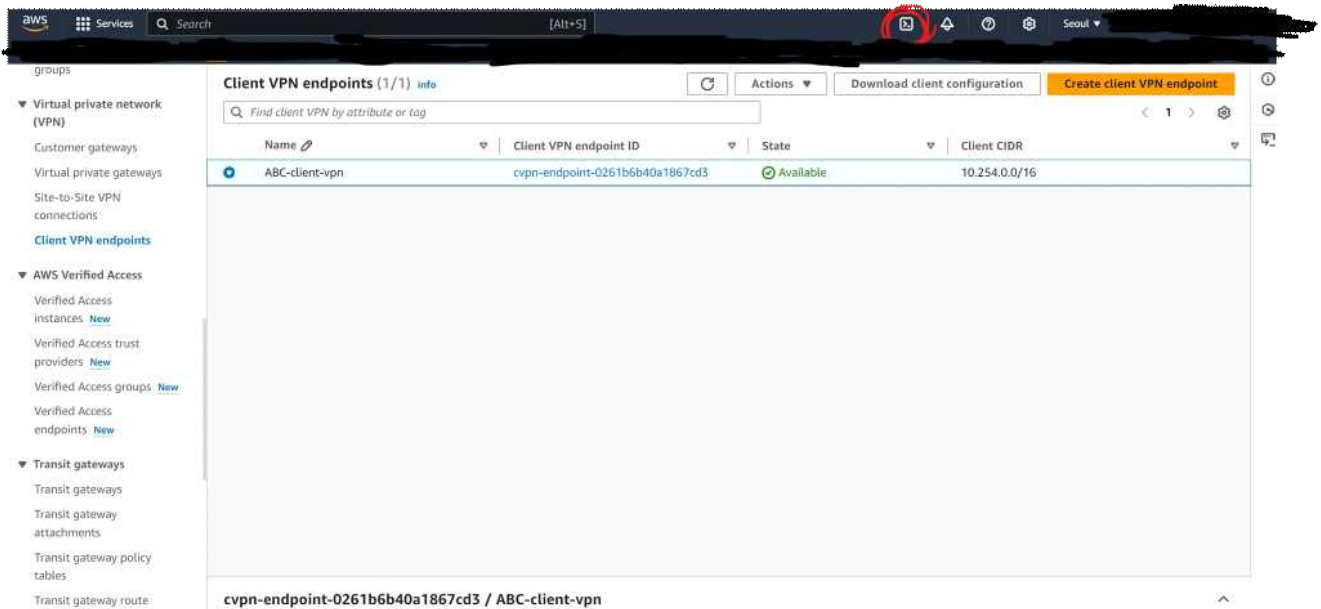 aws Services Search [Alt+S] Seoul
groups
Virtual private network
(VPN)
Customer gateways
Virtual private gateways
Site-to-Site VPN
connections
Client VPN endpoints
AWS Verified Access
Verified Access
instances New
Verified Access trust
providers New
Verified Access groups New
Verified Access
endpoints New
Transit gateways
Transit gateways
Transit gateway
attachments
Transit gateway policy
tables
Transit gateway route
Client VPN endpoints (1/1) info
Actions Download client configuration Create client VPN endpoint
Find client VPN by attribute or tag
1
Name Client VPN endpoint ID State Client CIDR
ABC-client-vpn cvpn-endpoint-0261b6b40a1867cd3 Available 10.254.0.0/16
cvpn-endpoint-0261b6b40a1867cd3 / ABC-client-vpn